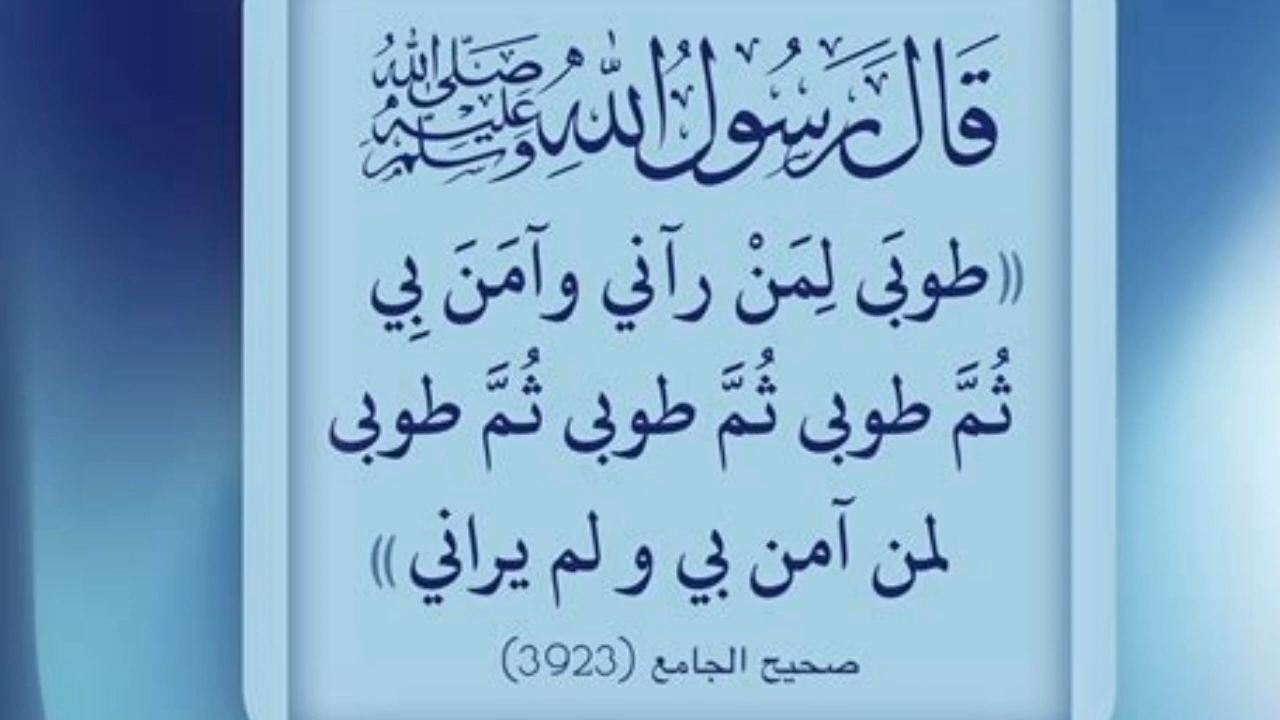 قَالَ رَسُولُ اللهِ صَلَّى اللهُ عَلَيْهِ وَسَلَّمَ
((طوبَى لِمَنْ رآني وآمَنَ بِي
ثُمَّ طوبى ثُمَّ طوبى ثُمَّ طوبى
لمن آمن بي و لم يراني))
صحيح الجامع (3923)